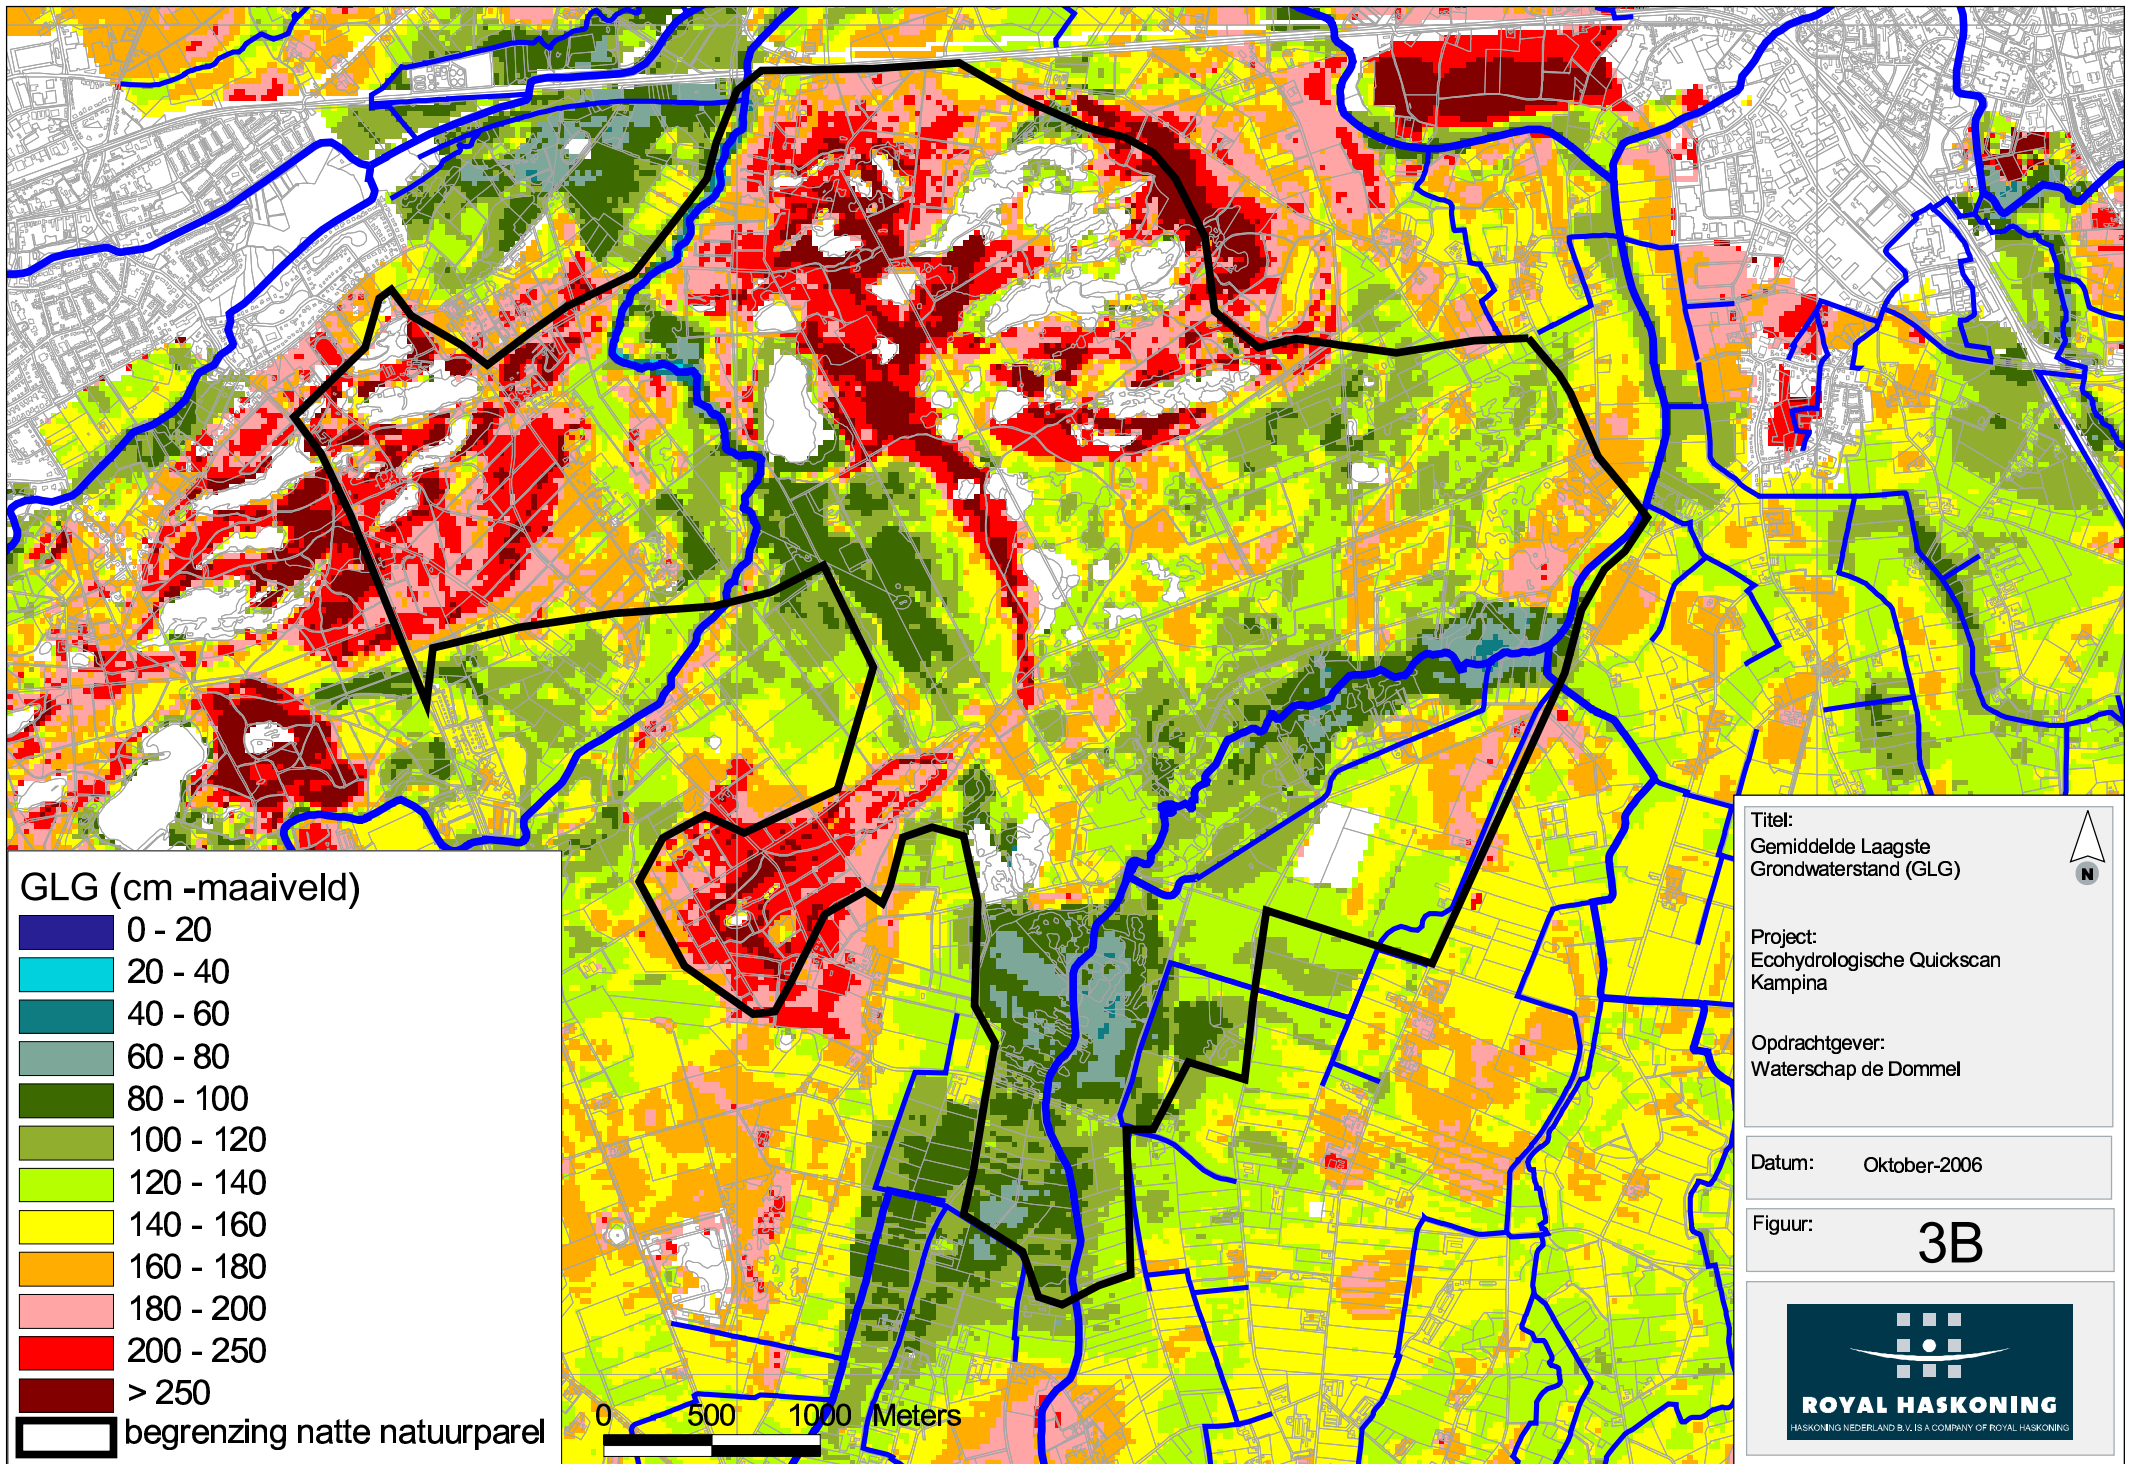 GLG (cm -maaiveld)
0 - 20
20 - 40
40 - 60
60 - 80
80 - 100
100 - 120
120 - 140
140 - 160
160 - 180
180 - 200
200 - 250
> 250
begrenzing natte natuurparel
0 500 1000 Meters
Titel:
Gemiddelde Laagste
Grondwaterstand (GLG)
N
Project:
Ecohydrologische Quickscan
Kampina
Opdrachtgever:
Waterschap de Dommel
Datum: Oktober-2006
Figuur: 3B
ROYAL HASKONING
HASKONING NEDERLAND B.V. IS A COMPANY OF ROYAL HASKONING